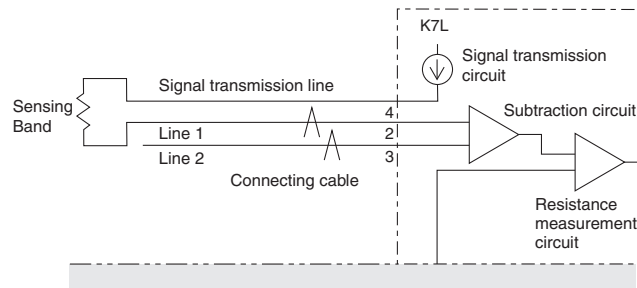 K7L
Signal transmission
circuit
Signal transmission line
Sensing
Band
4
Subtraction circuit
Line 1
2
Line 2
3
Connecting cable
Resistance
measurement
circuit